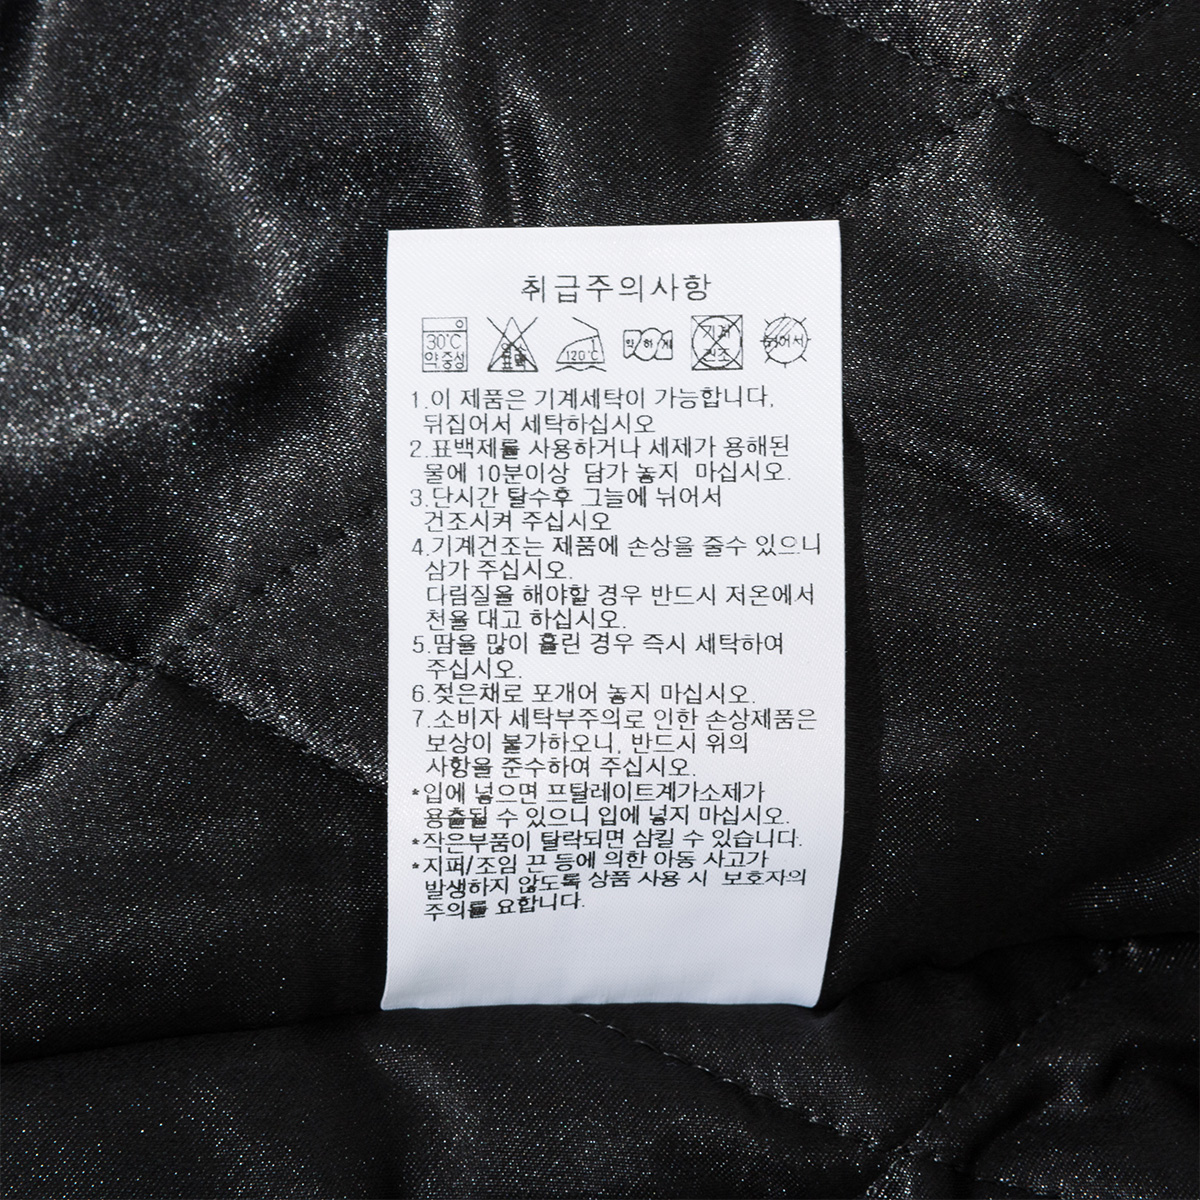 취급주의사항
30℃ 약중성 염소표백 120℃ 약하게 기계건조 뉘어서
1.이 제품은 기계세탁이 가능합니다.
뒤집어서 세탁하십시오
2.표백제를 사용하거나 세제가 용해된
물에 10분이상 담가 놓지 마십시오.
3.단시간 탈수후 그늘에 뉘어서
건조시켜 주십시오
4.기계건조는 제품에 손상을 줄수 있으니
삼가 주십시오.
다림질을 해야할 경우 반드시 저온에서
천을 대고 하십시오.
5.땀을 많이 흘린 경우 즉시 세탁하여
주십시오.
6.젖은채로 포개어 놓지 마십시오.
7.소비자 세탁부주의로 인한 손상제품은
보상이 불가하오니, 반드시 위의
사항을 준수하여 주십시오.
*입에 넣으면 프탈레이트계가소제가
용출될 수 있으니 입에 넣지 마십시오.
*작은부품이 탈락되면 삼킬 수 있습니다.
*지퍼/조임 끈 등에 의한 아동 사고가
발생하지 않도록 상품 사용 시 보호자의
주의를 요합니다.